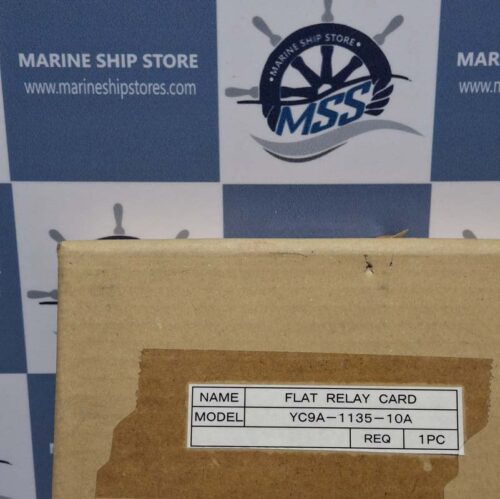 MARINE SHIP STORE
www.marineshipstores.com
MARINE SHIP STORE
MSS
MAR
www
NAME FLAT RELAY CARD
MODEL YC9A-1135-10A
REQ 1PC